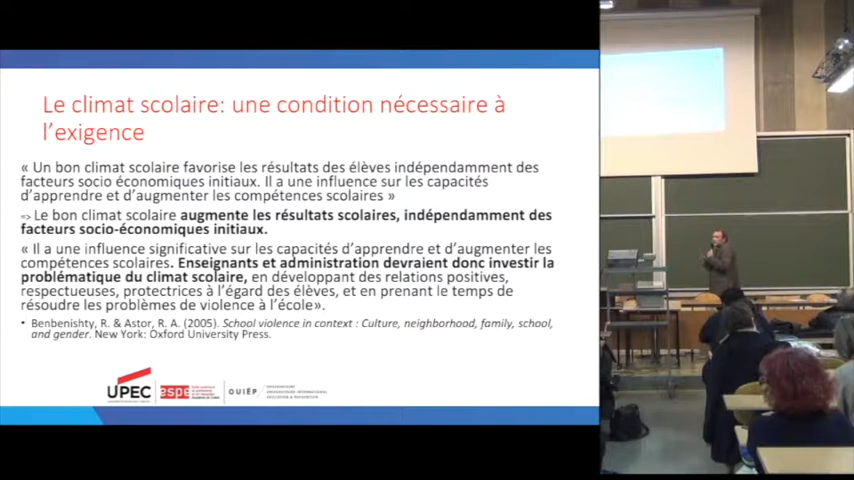 Le climat scolaire: une condition nécessaire à
l'exigence
« Un bon climat scolaire favorise les résultats des élèves indépendamment des
facteurs socio économiques initiaux. Il a une influence sur les capacités
d'apprendre et d'augmenter les compétences scolaires »
=> Le bon climat scolaire augmente les résultats scolaires, indépendamment des
facteurs socio-économiques initiaux.
« Il a une influence significative sur les capacités d'apprendre et d'augmenter les
compétences scolaires. Enseignants et administration devraient donc investir la
problématique du climat scolaire, en développant des relations positives,
respectueuses, protectrices à l'égard des élèves, et en prenant le temps de
résoudre les problèmes de violence à l'école».
• Benbenishty, R. & Astor, R. A. (2005). School violence in context : Culture, neighborhood, family, school,
and gender. New York: Oxford University Press.
UPEC
espe
OUIÉP